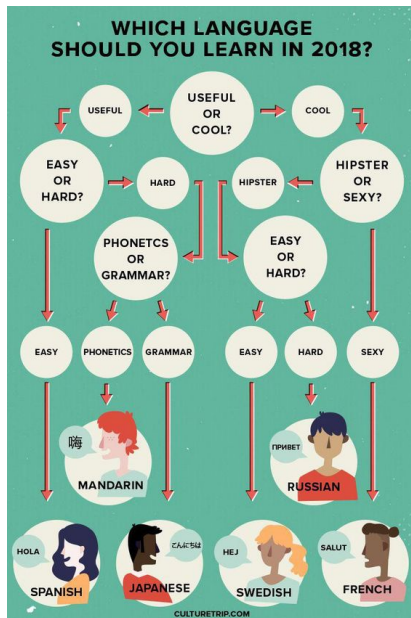 WHICH LANGUAGE
SHOULD YOU LEARN IN 2018?
USEFUL
OR
COOL?
USEFUL
COOL
EASY
OR
HARD?
HARD
HIPSTER
HIPSTER
OR
SEXY?
PHONETCS
OR
GRAMMAR?
EASY
OR
HARD?
EASY
PHONETICS
GRAMMAR
EASY
HARD
SEXY
嗨
MANDARIN
ПРИВЕТ
RUSSIAN
HOLA
SPANISH
こんにちは
JAPANESE
HEJ
SWEDISH
SALUT
FRENCH
CULTURETRIP.COM